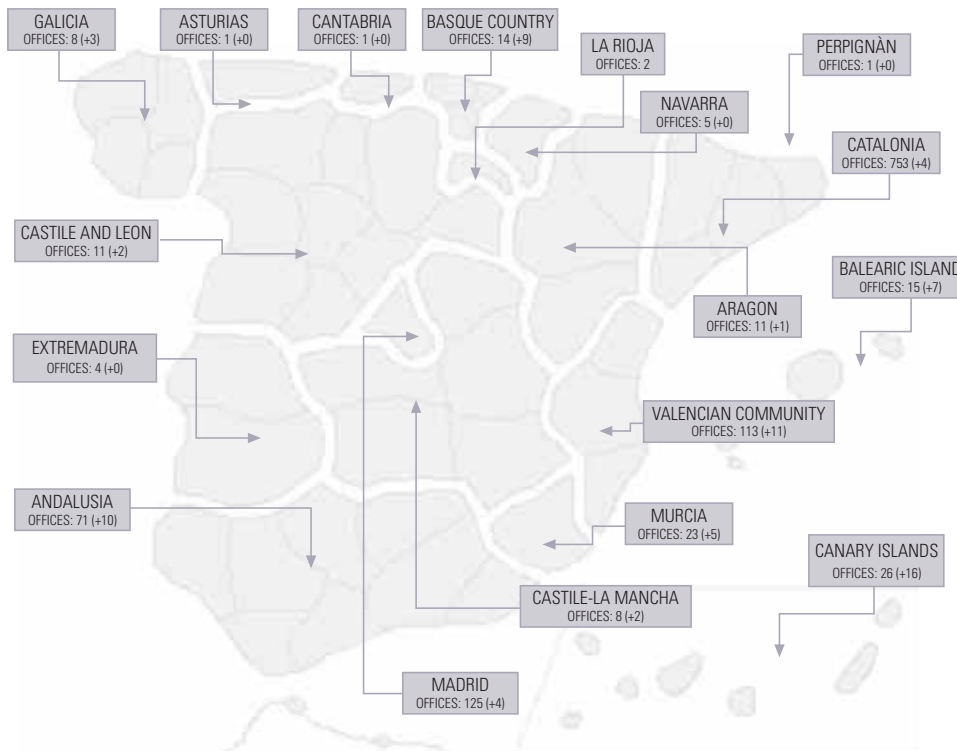 GALICIA
OFFICES: 8 (+3)
ASTURIAS
OFFICES: 1 (+0)
CANTABRIA
OFFICES: 1 (+0)
BASQUE COUNTRY
OFFICES: 14 (+9)
LA RIOJA
OFFICES: 2
PERPIGNÀN
OFFICES: 1 (+0)
NAVARRA
OFFICES: 5 (+0)
CATALONIA
OFFICES: 753 (+4)
CASTILE AND LEON
OFFICES: 11 (+2)
BALEARIC ISLAND
OFFICES: 15 (+7)
ARAGON
OFFICES: 11 (+1)
EXTREMADURA
OFFICES: 4 (+0)
VALENCIAN COMMUNITY
OFFICES: 113 (+11)
ANDALUSIA
OFFICES: 71 (+10)
MURCIA
OFFICES: 23 (+5)
CANARY ISLANDS
OFFICES: 26 (+16)
CASTILE-LA MANCHA
OFFICES: 8 (+2)
MADRID
OFFICES: 125 (+4)